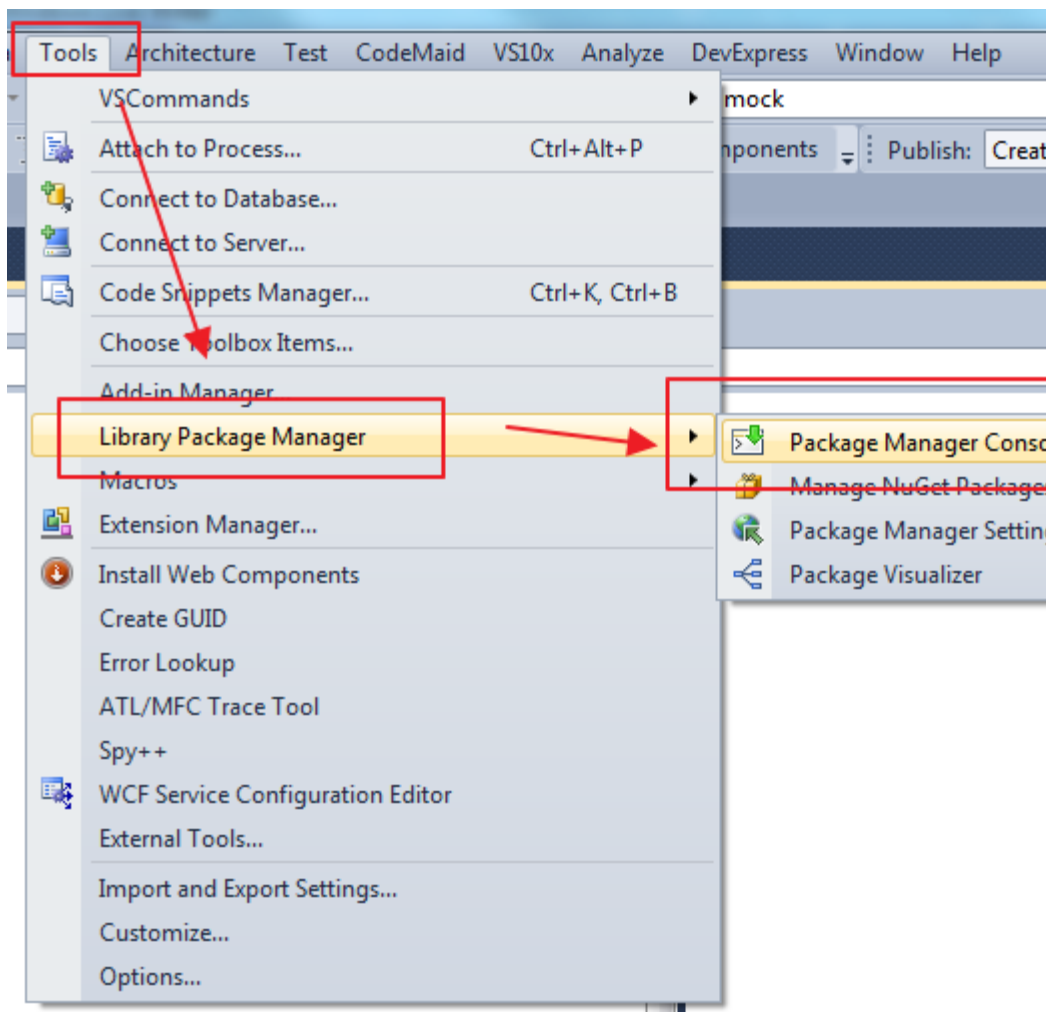 Tools Architecture Test CodeMaid VS10x Analyze DevExpress Window Help
VSCommands
mock
Attach to Process... Ctrl+Alt+P
Publish:
Connect to Database...
Connect to Server...
Code Snippets Manager... Ctrl+K, Ctrl+B
Choose Toolbox Items...
Add-in Manager...
Library Package Manager
Package Manager
Macros
Manage NuGet
Extension Manager...
Package Manager
Install Web Components
Package Visualizer
Create GUID
Error Lookup
ATL/MFC Trace Tool
Spy++
WCF Service Configuration Editor
External Tools...
Import and Export Settings...
Customize...
Options...